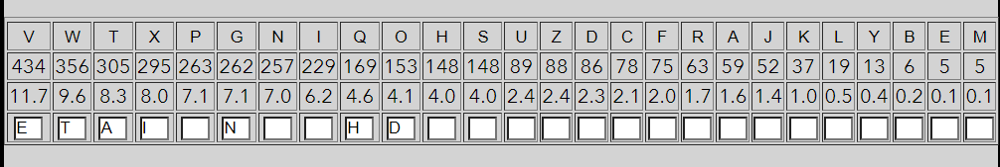 V W T X P G N I Q O H S U Z D C F R A J K L Y B E M
434 356 305 295 263 262 257 229 169 153 148 148 89 88 86 78 75 63 59 52 37 19 13 6 5 5
11.7 9.6 8.3 8.0 7.1 7.1 7.0 6.2 4.6 4.1 4.0 4.0 2.4 2.4 2.3 2.1 2.0 1.7 1.6 1.4 1.0 0.5 0.4 0.2 0.1 0.1
E T A I N H D